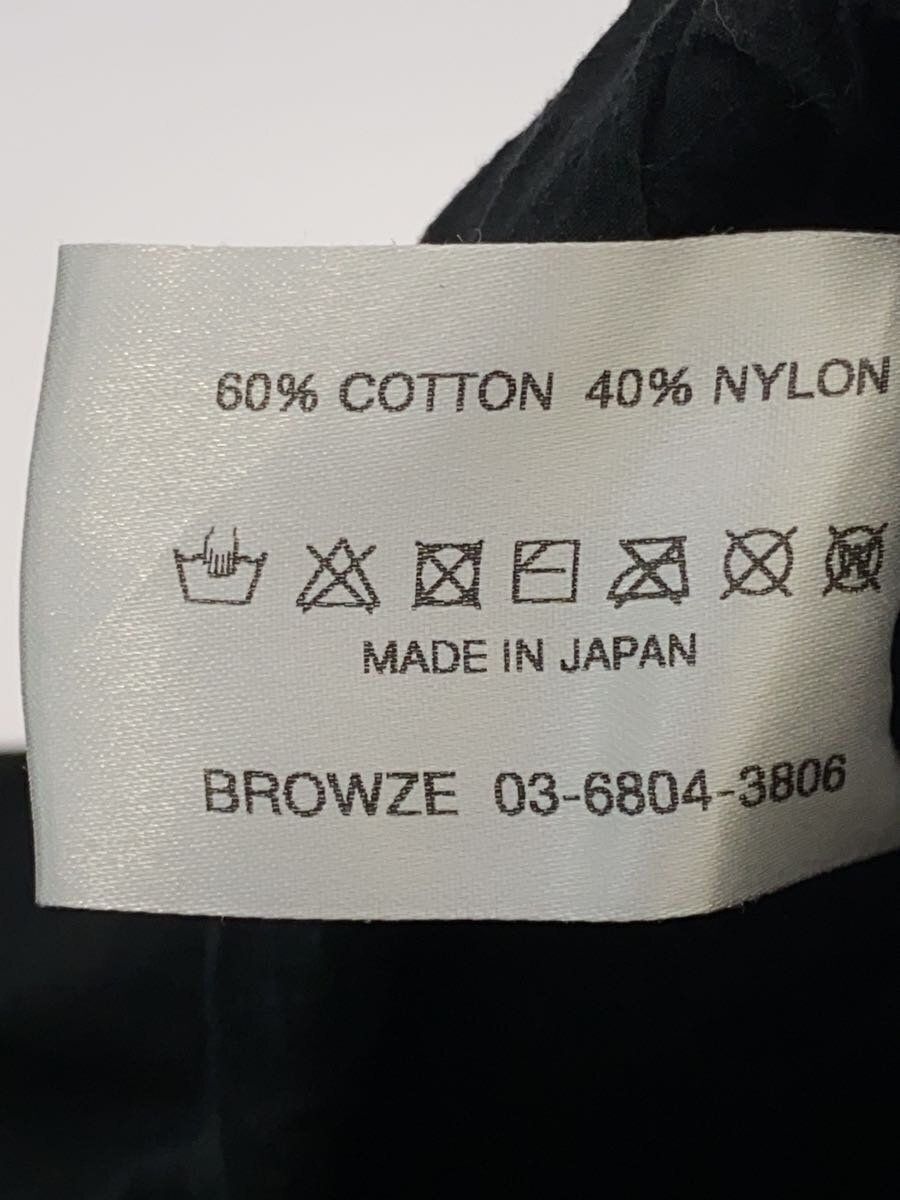 60% COTTON 40% NYLON
W
MADE IN JAPAN
BROWZE 03-6804-3806